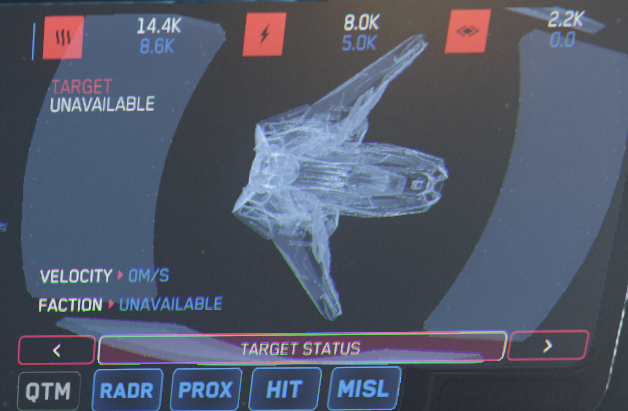 14.4K 8.0K 2.2K
8.6K 5.0K 0.0
TARGET
UNAVAILABLE
VELOCITY 0M/S
FACTION UNAVAILABLE
< TARGET STATUS >
QTM RADR PROX HIT MISL